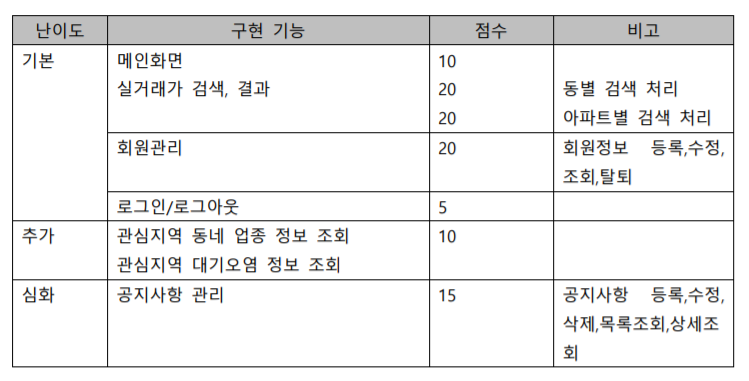 난이도 구현 기능 점수 비고
기본 메인화면 10
실거래가 검색, 결과 20 동별 검색 처리
20 아파트별 검색 처리
회원관리 20 회원정보 등록,수정,
조회,탈퇴
로그인/로그아웃 5
추가 관심지역 동네 업종 정보 조회 10
관심지역 대기오염 정보 조회
심화 공지사항 관리 15 공지사항 등록,수정,
삭제,목록조회,상세조
회